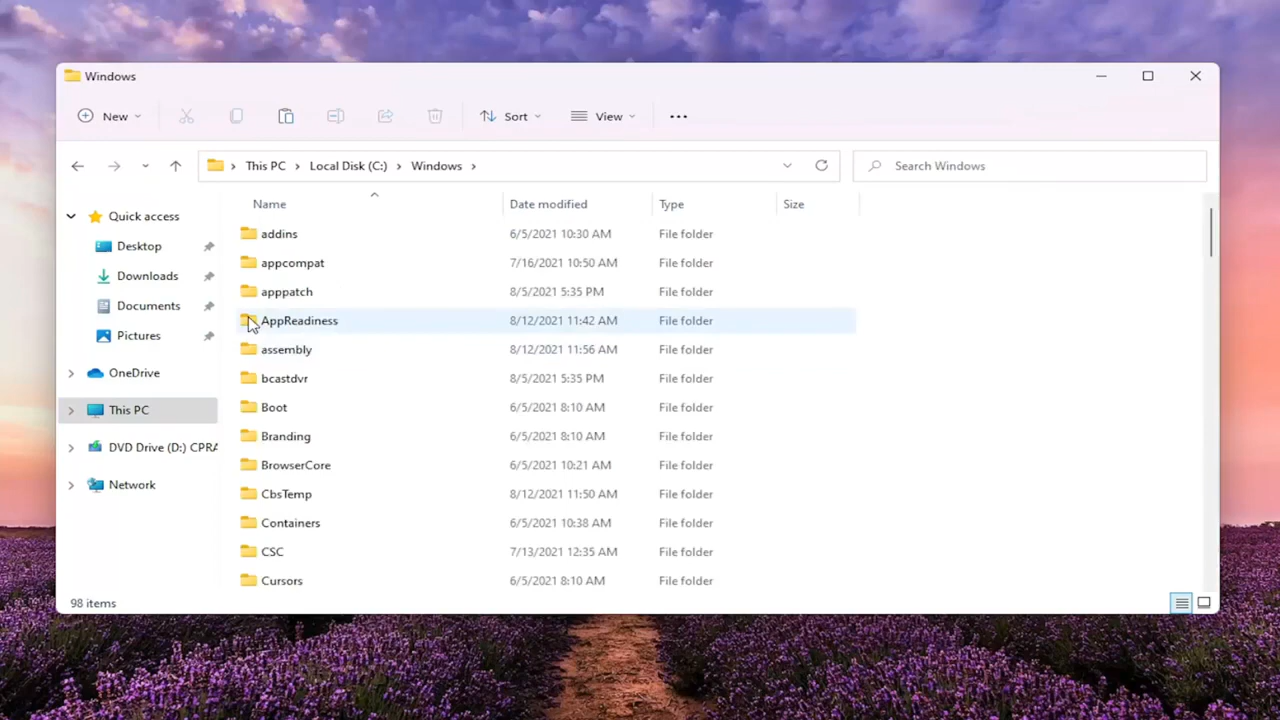 Windows
New Sort View
This PC Local Disk (C:) Windows Search Windows
Name Date modified Type Size
Quick access
Desktop
Downloads
Documents
Pictures
OneDrive
This PC
DVD Drive (D:) CPRA
Network
addins 6/5/2021 10:30 AM File folder
appcompat 7/16/2021 10:50 AM File folder
apppatch 8/5/2021 5:35 PM File folder
AppReadiness 8/12/2021 11:42 AM File folder
assembly 8/12/2021 11:56 AM File folder
bcastdvr 8/5/2021 5:35 PM File folder
Boot 6/5/2021 8:10 AM File folder
Branding 6/5/2021 8:10 AM File folder
BrowserCore 6/5/2021 10:21 AM File folder
CbsTemp 8/12/2021 11:50 AM File folder
Containers 6/5/2021 10:38 AM File folder
CSC 7/13/2021 12:35 AM File folder
Cursors 6/5/2021 8:10 AM File folder
98 items